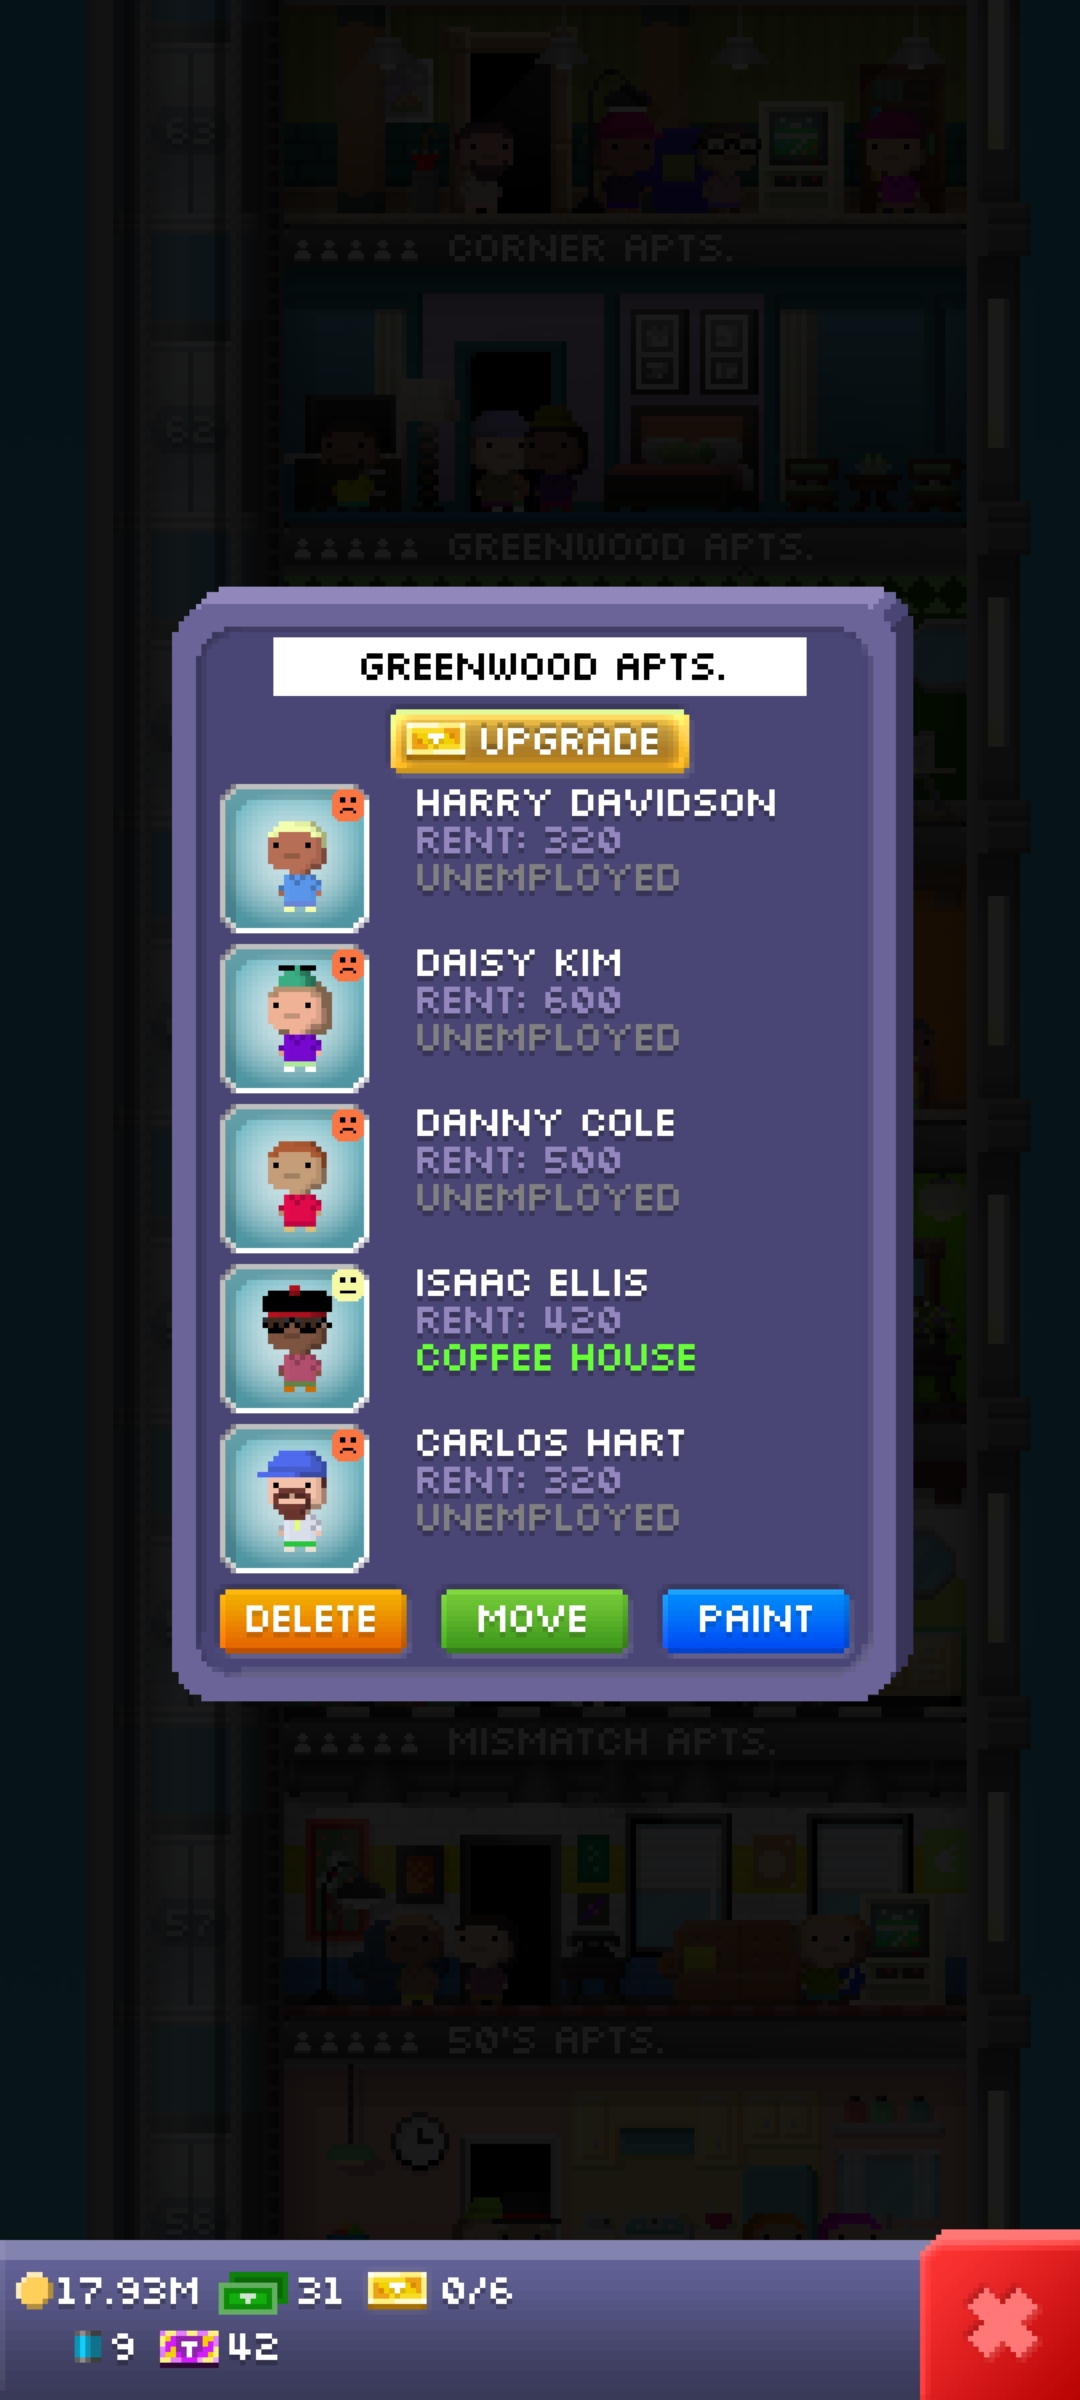 63
CORNER APTS.
62
GREENWOOD APTS.
GREENWOOD APTS.
UPGRADE
HARRY DAVIDSON
RENT: 320
UNEMPLOYED
DAISY KIM
RENT: 600
UNEMPLOYED
DANNY COLE
RENT: 500
UNEMPLOYED
ISAAC ELLIS
RENT: 420
COFFEE HOUSE
CARLOS HART
RENT: 320
UNEMPLOYED
DELETE MOVE PAINT
MISMATCH APTS.
57
50'S APTS.
56
17.93M 31 0/6
9 42